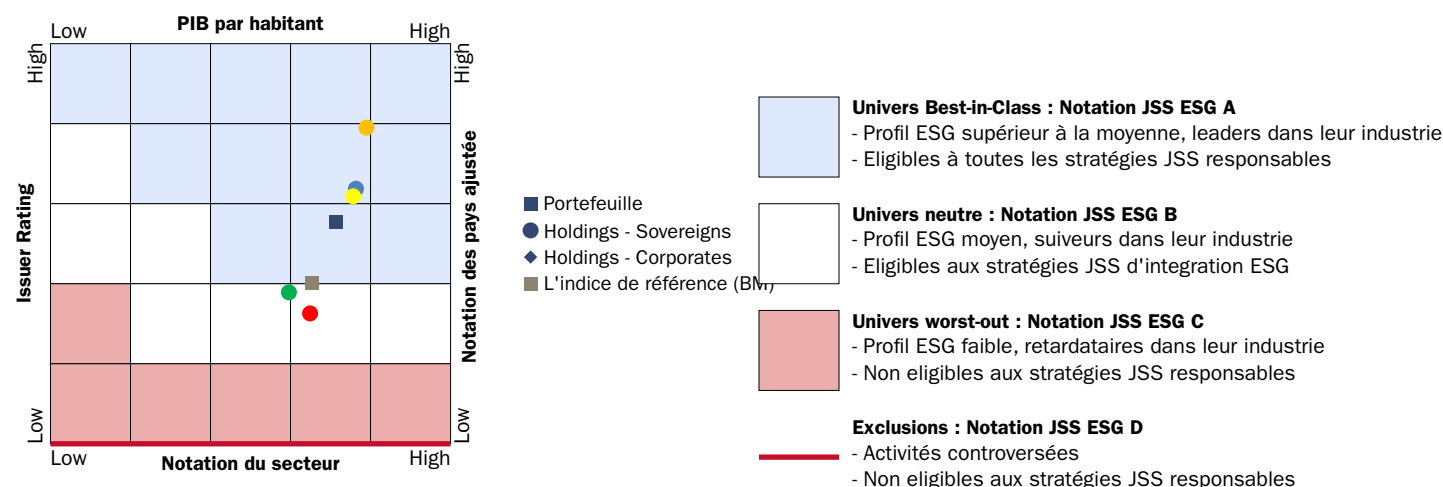 PIB par habitant
Low
High
High
High
Issuer Rating
Notation des pays ajustée
Low
Low
Low
High
Notation du secteur
Portefeuille
Holdings - Sovereigns
Holdings - Corporates
L'indice de référence (BM)
Univers Best-in-Class : Notation JSS ESG A
- Profil ESG supérieur à la moyenne, leaders dans leur industrie
- Eligibles à toutes les stratégies JSS responsables
Univers neutre : Notation JSS ESG B
- Profil ESG moyen, suiveurs dans leur industrie
- Eligibles aux stratégies JSS d'integration ESG
Univers worst-out : Notation JSS ESG C
- Profil ESG faible, retardataires dans leur industrie
- Non eligibles aux stratégies JSS responsables
Exclusions : Notation JSS ESG D
- Activités controversées
- Non eligibles aux stratégies JSS responsables